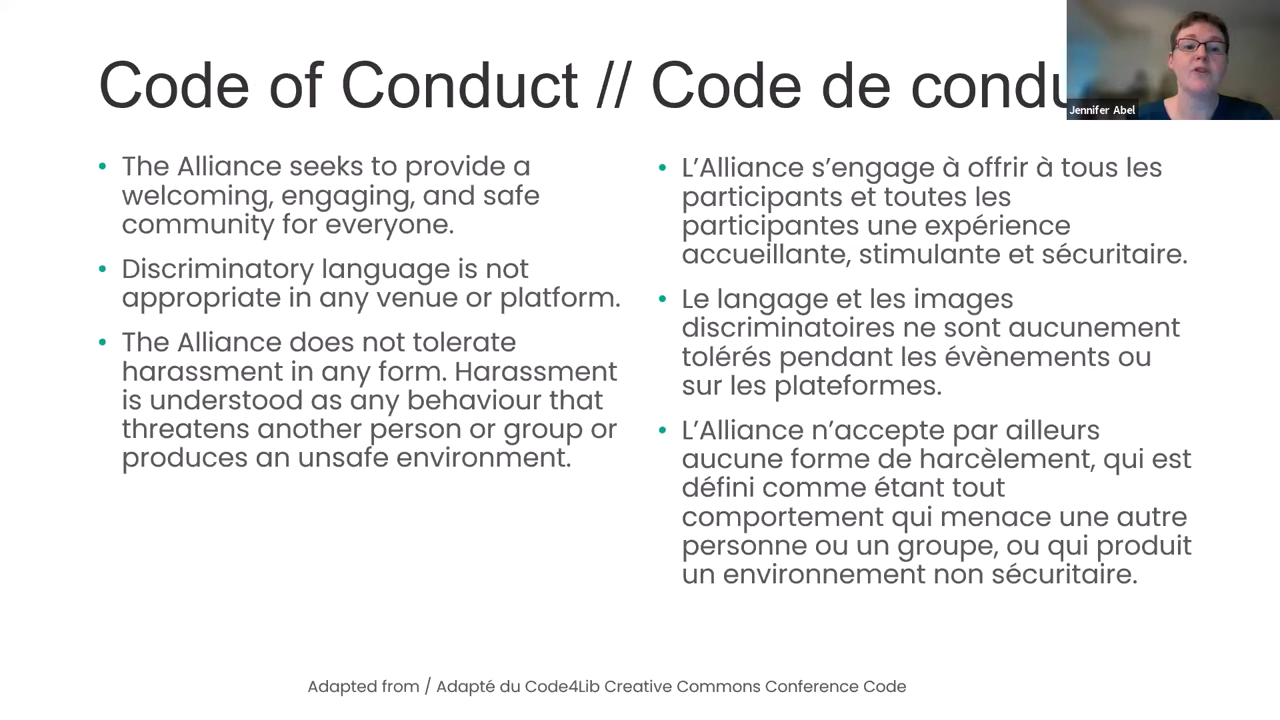 Code of Conduct // Code de condu
Jennifer Abel
• The Alliance seeks to provide a
welcoming, engaging, and safe
community for everyone.
• Discriminatory language is not
appropriate in any venue or platform.
• The Alliance does not tolerate
harassment in any form. Harassment
is understood as any behaviour that
threatens another person or group or
produces an unsafe environment.
• L’Alliance s’engage à offrir à tous les
participants et toutes les
participantes une expérience
accueillante, stimulante et sécuritaire.
• Le langage et les images
discriminatoires ne sont aucunement
tolérés pendant les évènements ou
sur les plateformes.
• L’Alliance n’accepte par ailleurs
aucune forme de harcèlement, qui est
défini comme étant tout
comportement qui menace une autre
personne ou un groupe, ou qui produit
un environnement non sécuritaire.
Adapted from / Adapté du Code4Lib Creative Commons Conference Code